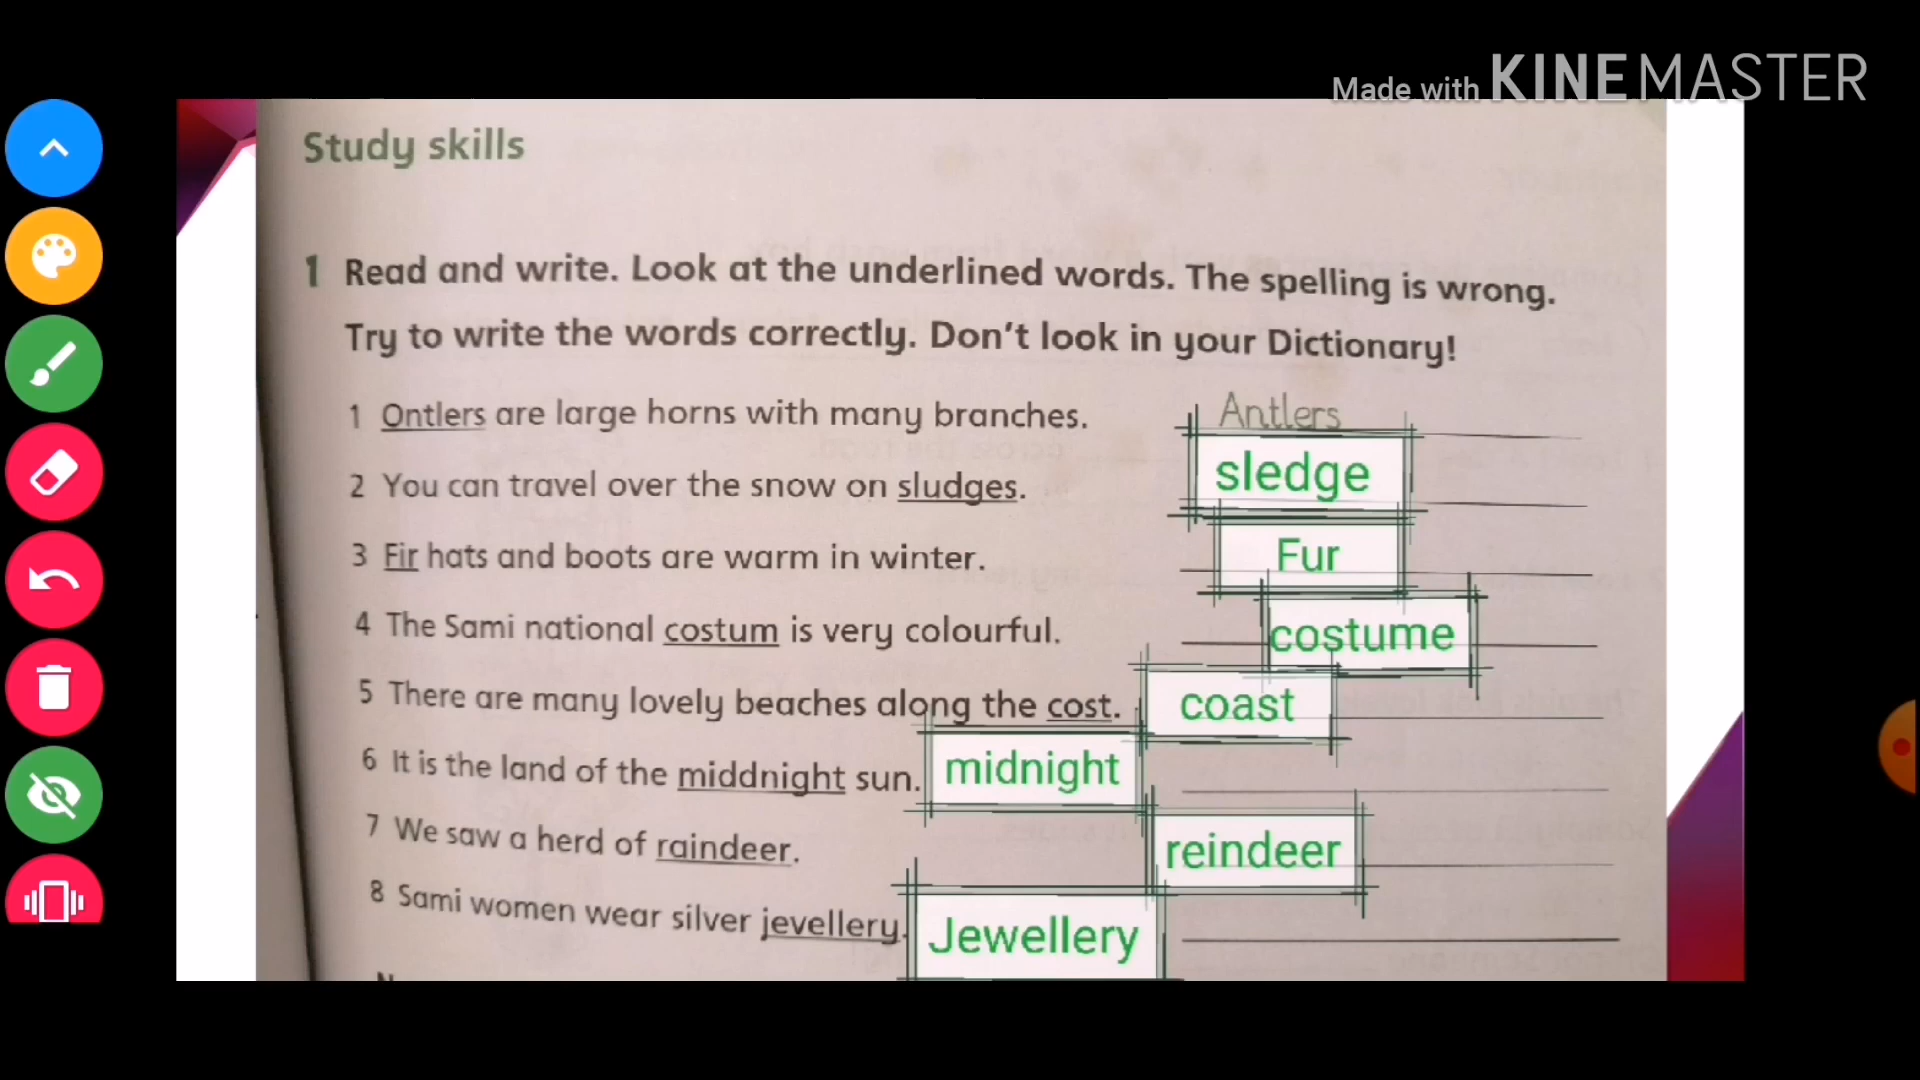 Made with KINEMASTER
Study skills
1 Read and write. Look at the underlined words. The spelling is wrong.
Try to write the words correctly. Don't look in your Dictionary!
1 Ontlers are large horns with many branches. Antlers
2 You can travel over the snow on sludges. sledge
3 Fir hats and boots are warm in winter. Fur
4 The Sami national costum is very colourful. costume
5 There are many lovely beaches along the cost. coast
6 It is the land of the middnight sun. midnight
7 We saw a herd of raindeer. reindeer
8 Sami women wear silver jevellery. Jewellery